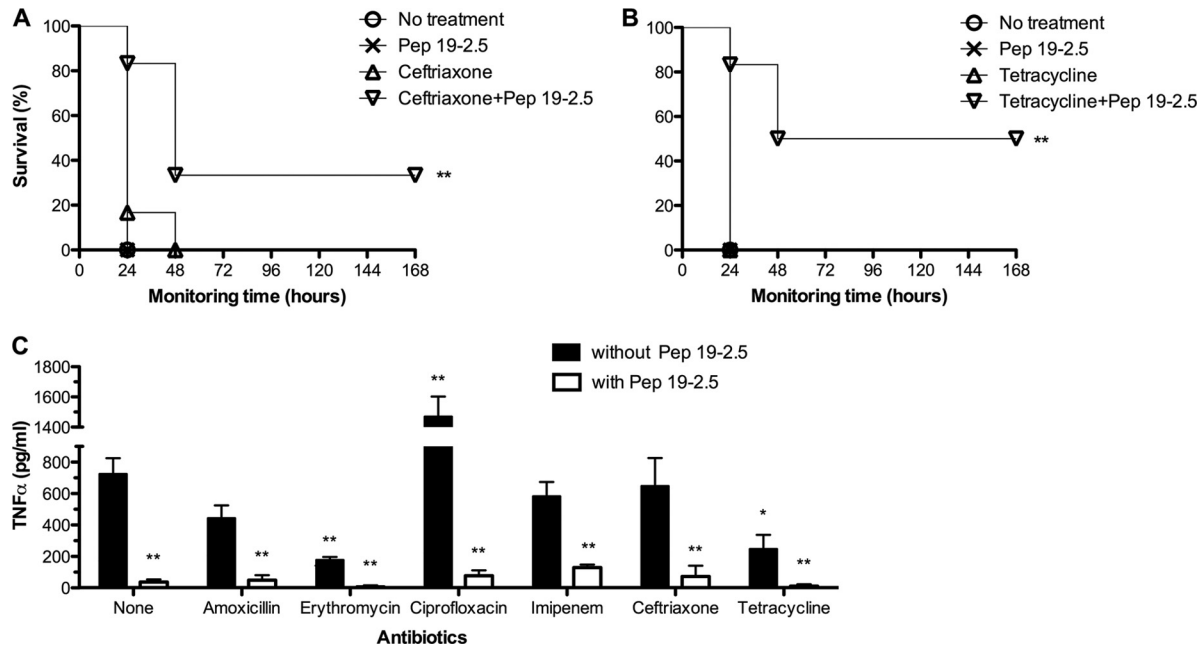 A
No treatment
Pep 19-2.5
Ceftriaxone
Ceftriaxone+Pep 19-2.5
Survival (%)
100
80
60
40
20
0
**
0 24 48 72 96 120 144 168
Monitoring time (hours)
B
No treatment
Pep 19-2.5
Tetracycline
Tetracycline+Pep 19-2.5
100
80
60
40
20
0
**
0 24 48 72 96 120 144 168
Monitoring time (hours)
C
without Pep 19-2.5
with Pep 19-2.5
TNFα (pg/ml)
1800
1600
1400
800
600
400
200
0
** ** ** ** ** ** ** * **
None Amoxicillin Erythromycin Ciprofloxacin Imipenem Ceftriaxone Tetracycline
Antibiotics